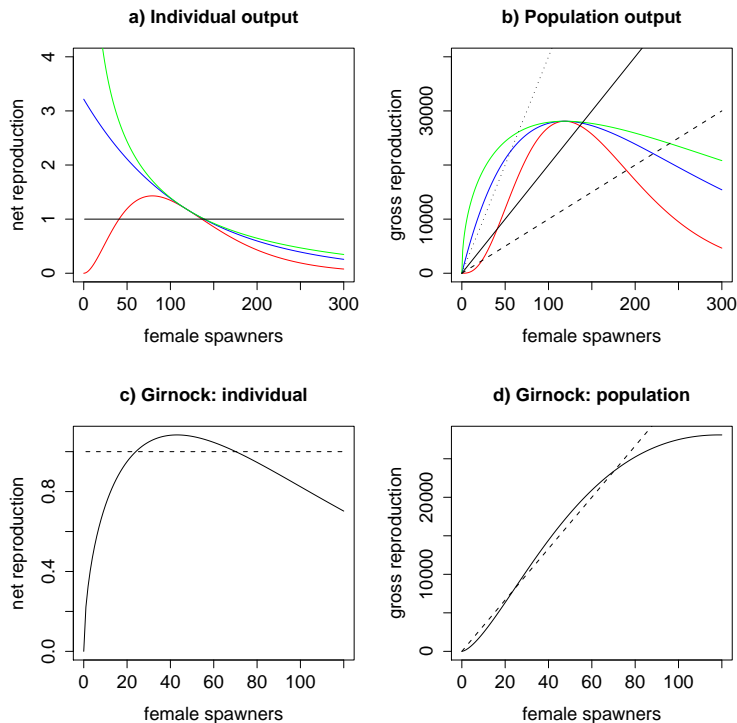 a) Individual output
net reproduction
0 1 2 3 4
0 50 100 200 300
female spawners
b) Population output
gross reproduction
0 10000 30000
0 50 100 200 300
female spawners
c) Girnock: individual
net reproduction
0.0 0.4 0.8
0 20 40 60 80 100
female spawners
d) Girnock: population
gross reproduction
0 10000 20000
0 20 40 60 80 100
female spawners